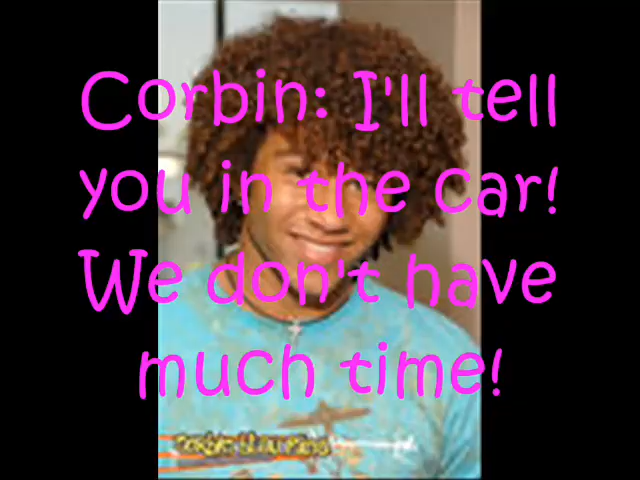 Corbin: I'll tell
you in the car!
We don't have
much time!